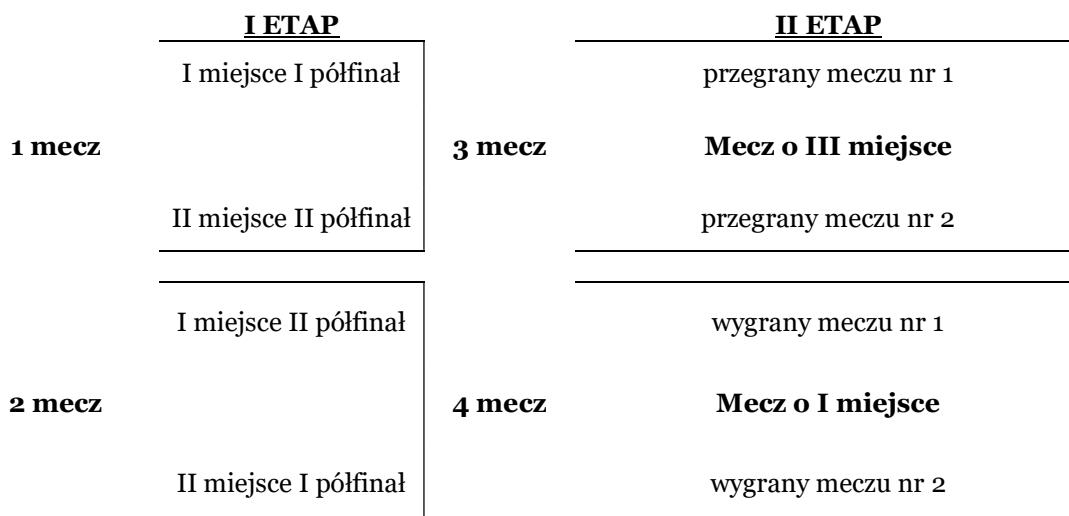 I ETAP II ETAP
I miejsce I półfinał przegrany meczu nr 1
1 mecz 3 mecz Mecz o III miejsce
II miejsce II półfinał przegrany meczu nr 2
I miejsce II półfinał wygrany meczu nr 1
2 mecz 4 mecz Mecz o I miejsce
II miejsce I półfinał wygrany meczu nr 2